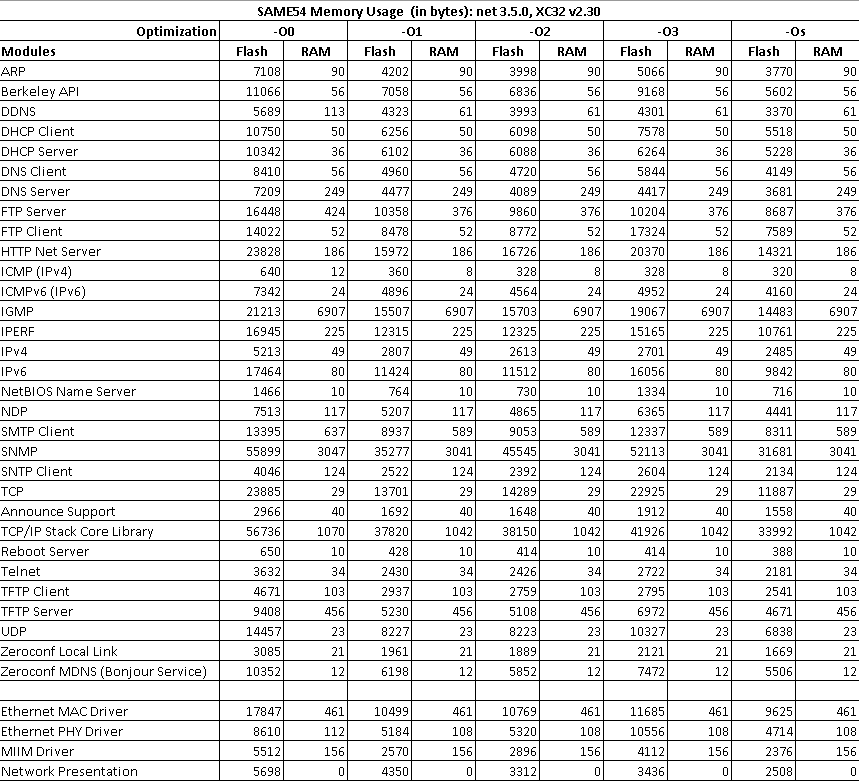 SAME54 Memory Usage (in bytes): net 3.5.0, XC32 v2.30
Optimization -O0 -O1 -O2 -O3 -Os
Modules Flash RAM Flash RAM Flash RAM Flash RAM Flash RAM
ARP 7108 90 4202 90 3998 90 5066 90 3770 90
Berkeley API 11066 56 7058 56 6836 56 9168 56 5602 56
DDNS 5689 113 4323 61 3993 61 4301 61 3370 61
DHCP Client 10750 50 6256 50 6098 50 7578 50 5518 50
DHCP Server 10342 36 6102 36 6088 36 6264 36 5228 36
DNS Client 8410 56 4960 56 4720 56 5844 56 4149 56
DNS Server 7209 249 4477 249 4089 249 4417 249 3681 249
FTP Server 16448 424 10358 376 9860 376 10204 376 8687 376
FTP Client 14022 52 8478 52 8772 52 17324 52 7589 52
HTTP Net Server 23828 186 15972 186 16726 186 20370 186 14321 186
ICMP (IPv4) 640 12 360 8 328 8 328 8 320 8
ICMPv6 (IPv6) 7342 24 4896 24 4564 24 4952 24 4160 24
IGMP 21213 6907 15507 6907 15703 6907 19067 6907 14483 6907
IPERF 16945 225 12315 225 12325 225 15165 225 10761 225
IPv4 5213 49 2807 49 2613 49 2701 49 2485 49
IPv6 17464 80 11424 80 11512 80 16056 80 9842 80
NetBIOS Name Server 1466 10 764 10 730 10 1334 10 716 10
NDP 7513 117 5207 117 4865 117 6365 117 4441 117
SMTP Client 13395 637 8937 589 9053 589 12337 589 8311 589
SNMP 55899 3047 35277 3041 45545 3041 52113 3041 31681 3041
SNTP Client 4046 124 2522 124 2392 124 2604 124 2134 124
TCP 23885 29 13701 29 14289 29 22925 29 11887 29
Announce Support 2966 40 1692 40 1648 40 1912 40 1558 40
TCP/IP Stack Core Library 56736 1070 37820 1042 38150 1042 41926 1042 33992 1042
Reboot Server 650 10 428 10 414 10 414 10 388 10
Telnet 3632 34 2430 34 2426 34 2722 34 2181 34
TFTP Client 4671 103 2937 103 2759 103 2795 103 2541 103
TFTP Server 9408 456 5230 456 5108 456 6972 456 4671 456
UDP 14457 23 8227 23 8223 23 10327 23 6838 23
Zeroconf Local Link 3085 21 1961 21 1889 21 2121 21 1669 21
Zeroconf MDNS (Bonjour Service) 10352 12 6198 12 5852 12 7472 12 5506 12
Ethernet MAC Driver 17847 461 10499 461 10769 461 11685 461 9625 461
Ethernet PHY Driver 8610 112 5184 108 5320 108 10556 108 4714 108
MIIM Driver 5512 156 2570 156 2896 156 4112 156 2376 156
Network Presentation 5698 0 4350 0 3312 0 3436 0 2508 0